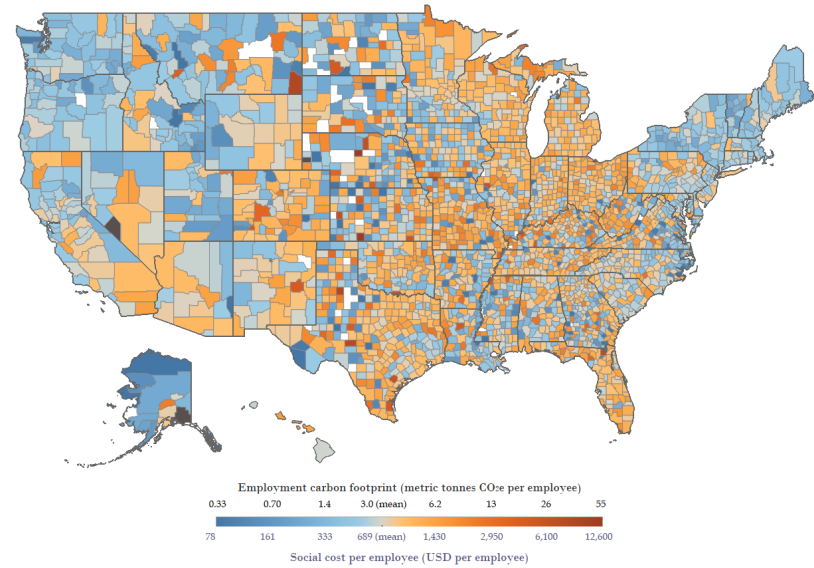 Employment carbon footprint (metric tonnes CO2e per employee)
0.33 0.70 1.4 3.0 (mean) 6.2 13 26 55
78 161 333 689 (mean) 1,430 2,950 6,100 12,600
Social cost per employee (USD per employee)